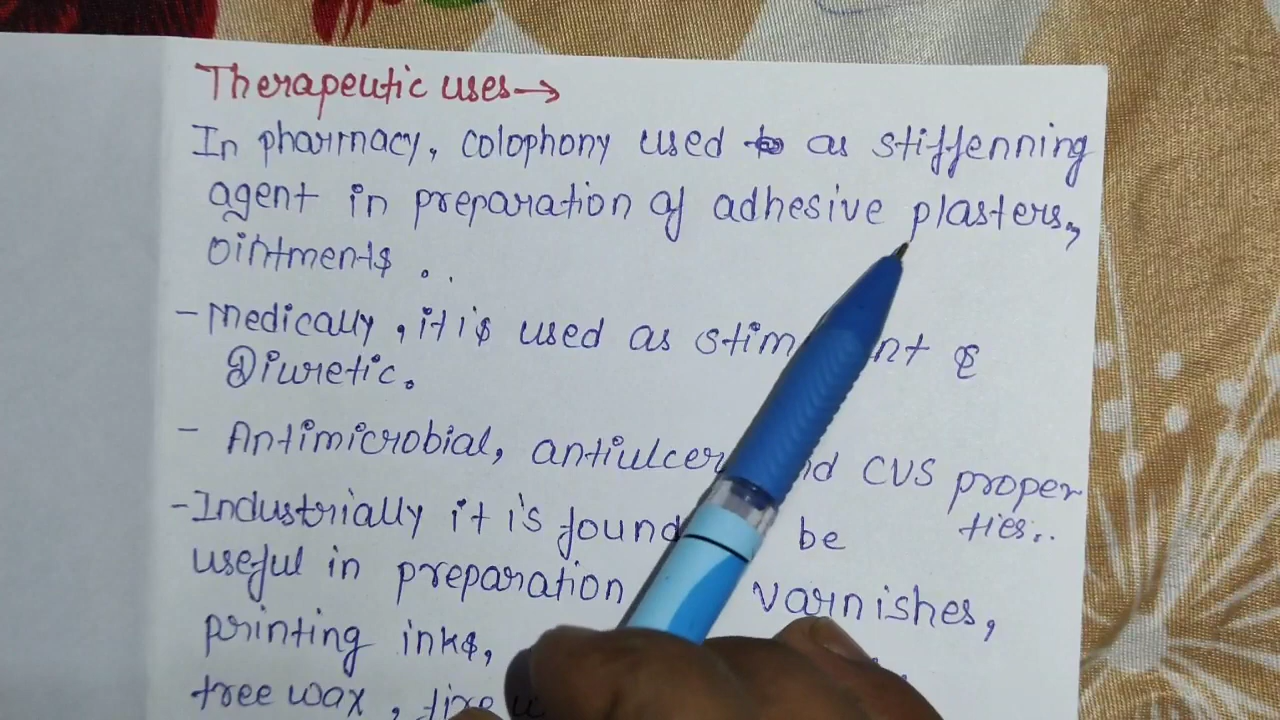 Therapeutic uses→
In pharmacy, colophony used as stiffenning
agent in preparation of adhesive plasters,
ointments..
- Medically, it is used as &
Diuretic.
- Antimicrobial, antiulcer CVS proper
ties..
- Industrially it is found be
useful in preparation varnishes,
printing inks,
tree wax,